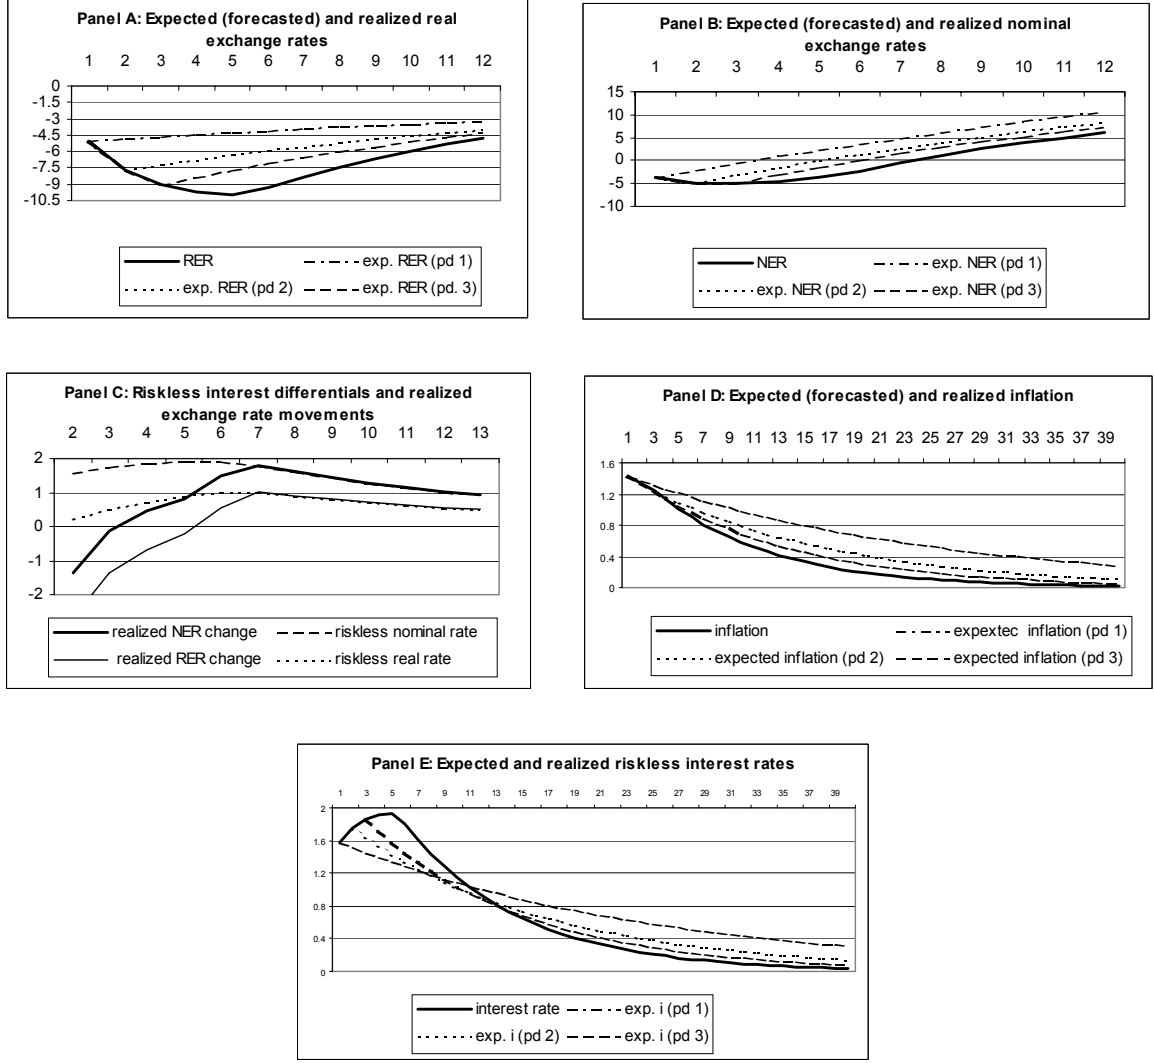 Panel A: Expected (forecasted) and realized real
exchange rates
1 2 3 4 5 6 7 8 9 10 11 12
0
-1.5
-3
-4.5
-6
-7.5
-9
-10.5
RER exp. RER (pd 1)
exp. RER (pd 2) exp. RER (pd. 3)
Panel B: Expected (forecasted) and realized nominal
exchange rates
1 2 3 4 5 6 7 8 9 10 11 12
15
10
5
0
-5
-10
NER exp. NER (pd 1)
exp. NER (pd 2) exp. NER (pd 3)
Panel C: Riskless interest differentials and realized
exchange rate movements
2 3 4 5 6 7 8 9 10 11 12 13
2
1
0
-1
-2
realized NER change riskless nominal rate
realized RER change riskless real rate
Panel D: Expected (forecasted) and realized inflation
1 3 5 7 9 11 13 15 17 19 21 23 25 27 29 31 33 35 37 39
1.6
1.2
0.8
0.4
0
inflation expextec inflation (pd 1)
expected inflation (pd 2) expected inflation (pd 3)
Panel E: Expected and realized riskless interest rates
1 3 5 7 9 11 13 15 17 19 21 23 25 27 29 31 33 35 37 39
2
1.6
1.2
0.8
0.4
0
interest rate exp. i (pd 1)
exp. i (pd 2) exp. i (pd 3)